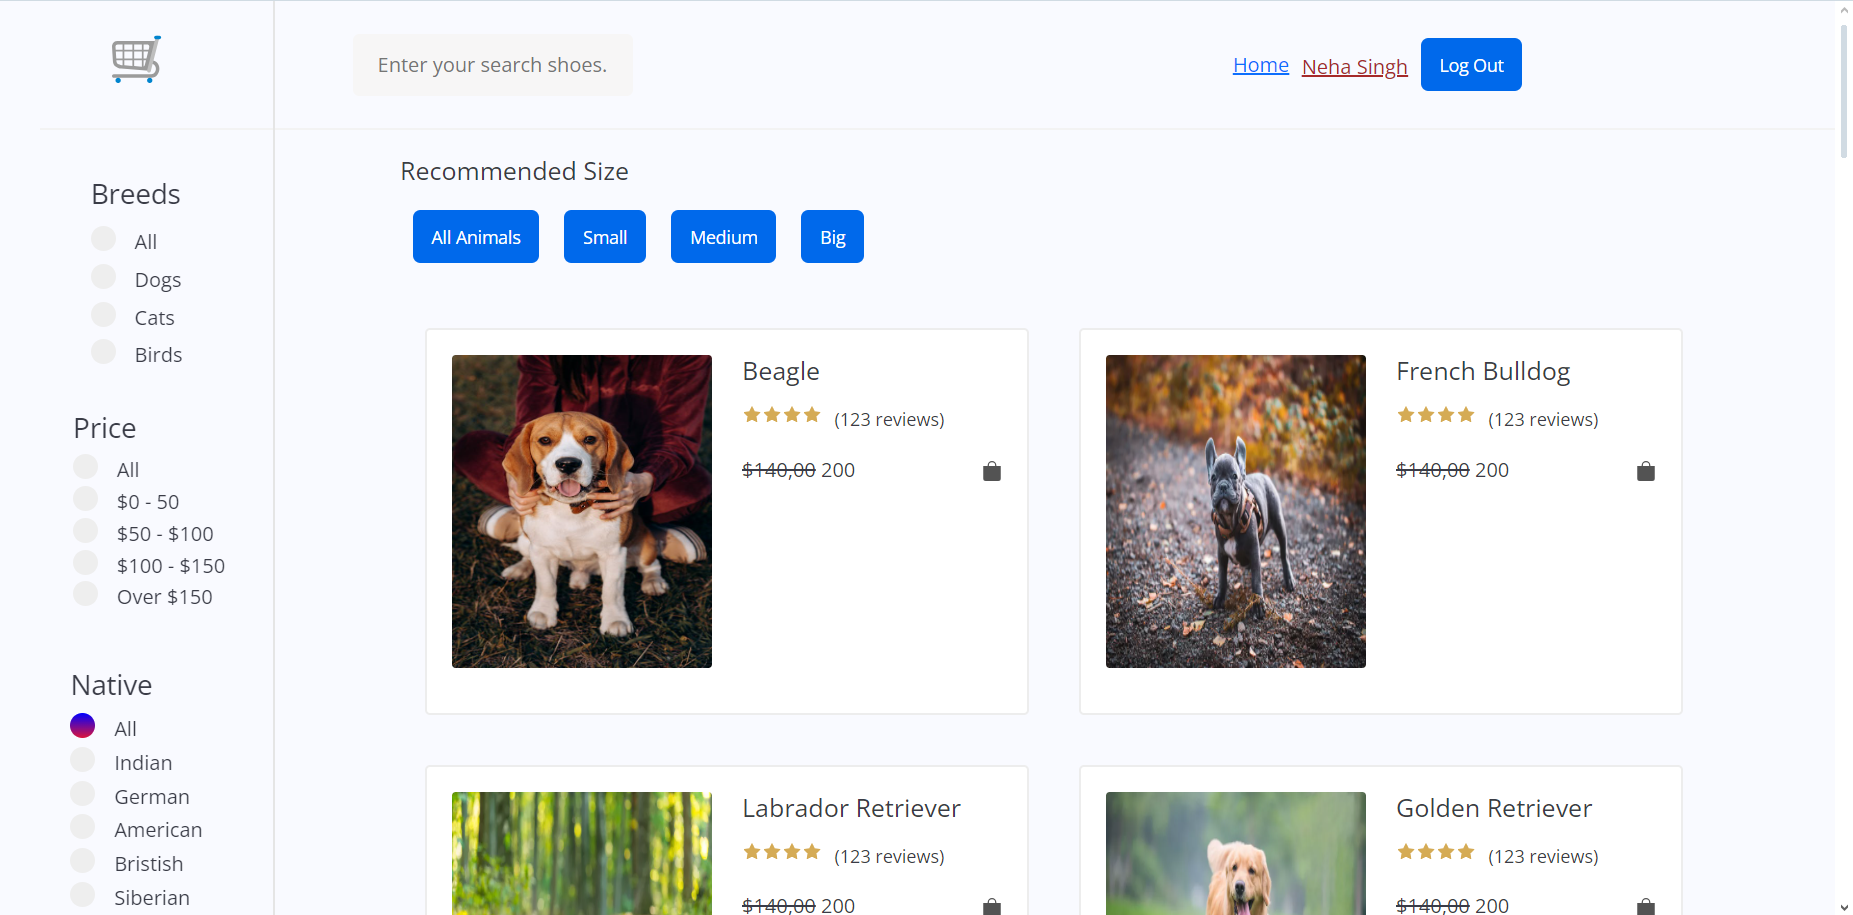 Enter your search shoes.
Home
Neha Singh
Log Out
Breeds
All
Dogs
Cats
Birds
Price
All
$0 - 50
$50 - $100
$100 - $150
Over $150
Native
All
Indian
German
American
Bristish
Siberian
Recommended Size
All Animals
Small
Medium
Big
Beagle
(123 reviews)
$140,00 200
French Bulldog
(123 reviews)
$140,00 200
Labrador Retriever
(123 reviews)
$140,00 200
Golden Retriever
(123 reviews)
$140,00 200